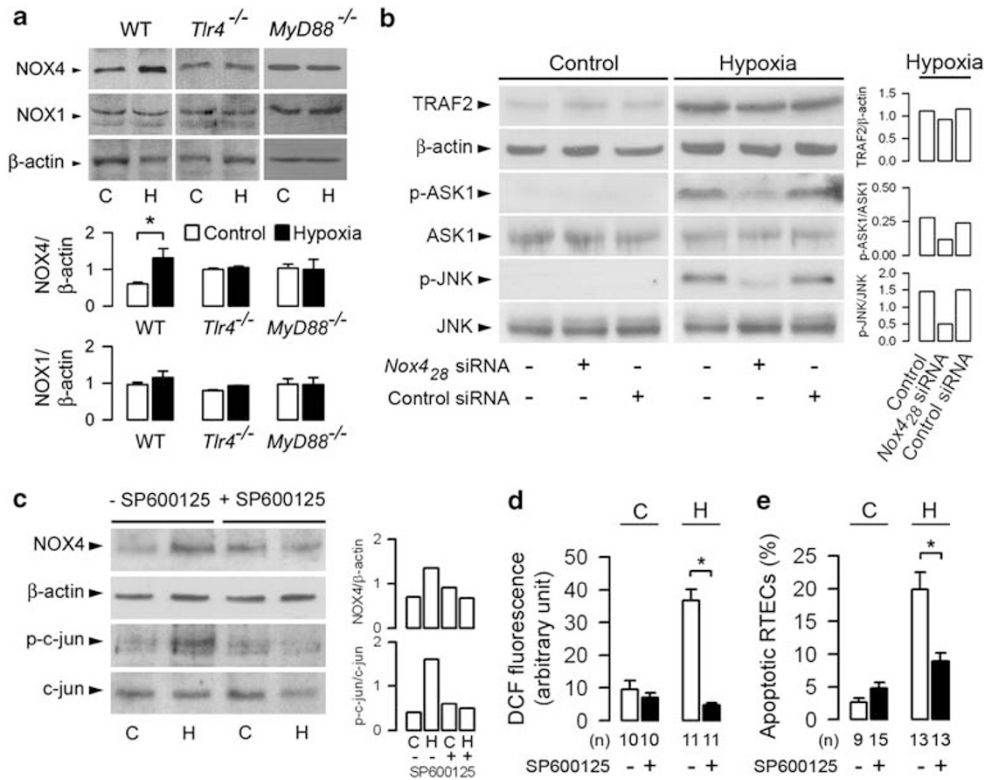 a
WT Tlr4 -/- MyD88 -/-
NOX4
NOX1
β-actin
C H C H C H
* Control Hypoxia
NOX4/
β-actin
2
1
0
WT Tlr4-/- MyD88-/-
NOX1/
β-actin
2
1
0
WT Tlr4-/- MyD88-/-
b
Control Hypoxia
TRAF2
β-actin
p-ASK1
ASK1
p-JNK
JNK
Nox4 28 siRNA - + - - + -
Control siRNA - - + - - +
Hypoxia
TRAF2/β-actin
1.5
1.0
0.5
0.0
p-ASK1/ASK1
0.50
0.25
0.00
p-JNK/JNK
2.0
1.5
1.0
0.5
0.0
Control
Nox4 28 siRNA
Control siRNA
c
- SP600125 + SP600125
NOX4
β-actin
p-c-jun
c-jun
C H C H
NOX4/β-actin
2
1
0
p-c-jun/c-jun
2
1
0
C H C H
- - + +
SP600125
d
C H
DCF fluorescence
(arbitrary unit)
50
40
30
20
10
0
*
(n) 10 10 11 11
SP600125 - + - +
e
C H
Apoptotic RTECs (%)
25
20
15
10
5
0
*
(n) 9 15 13 13
SP600125 - + - +